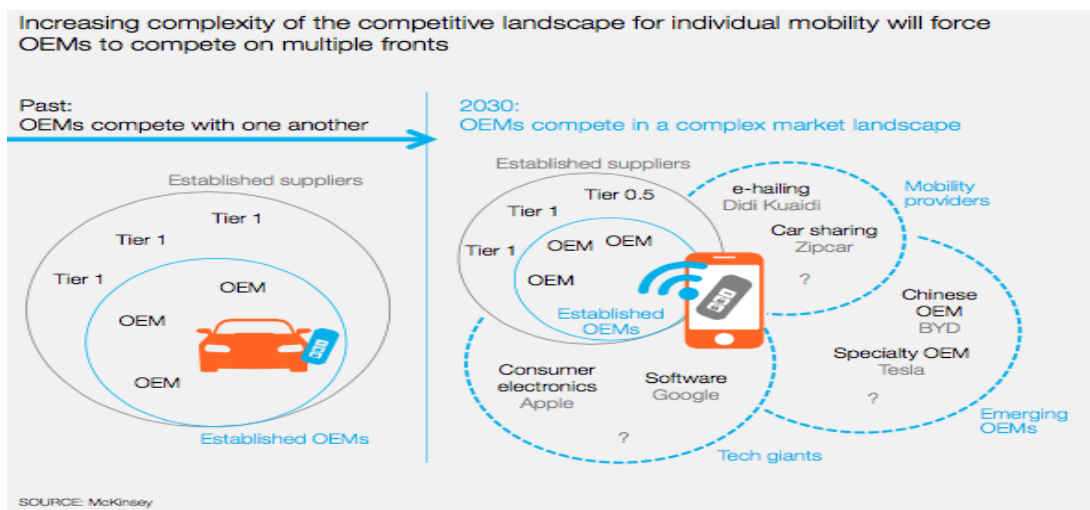 Increasing complexity of the competitive landscape for individual mobility will force
OEMs to compete on multiple fronts
Past:
OEMs compete with one another
Established suppliers
Tier 1
Tier 1
Tier 1
OEM
OEM
OEM
Established OEMs
2030:
OEMs compete in a complex market landscape
Established suppliers
Tier 0.5
Tier 1
Tier 1
OEM
OEM
OEM
Established
OEMs
e-hailing
Didi Kuaidi
Car sharing
Zipcar
?
Mobility
providers
Chinese
OEM
BYD
Specialty OEM
Tesla
?
Emerging
OEMs
Consumer
electronics
Apple
Software
Google
?
Tech giants
SOURCE: McKinsey